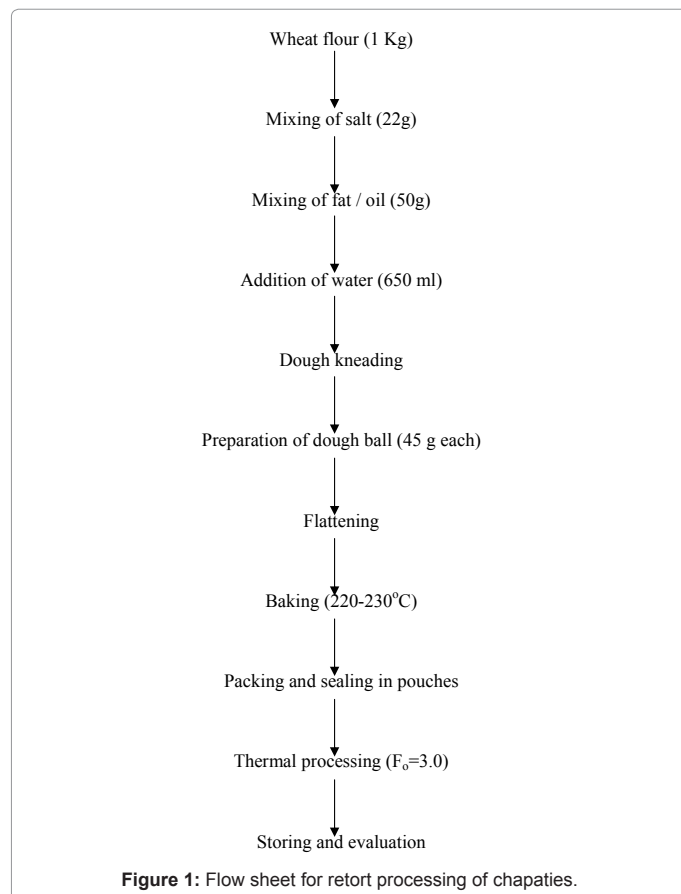 Wheat flour (1 Kg)
Mixing of salt (22g)
Mixing of fat / oil (50g)
Addition of water (650 ml)
Dough kneading
Preparation of dough ball (45 g each)
Flattening
Baking (220-230°C)
Packing and sealing in pouches
Thermal processing (Fₒ=3.0)
Storing and evaluation
Figure 1: Flow sheet for retort processing of chapaties.